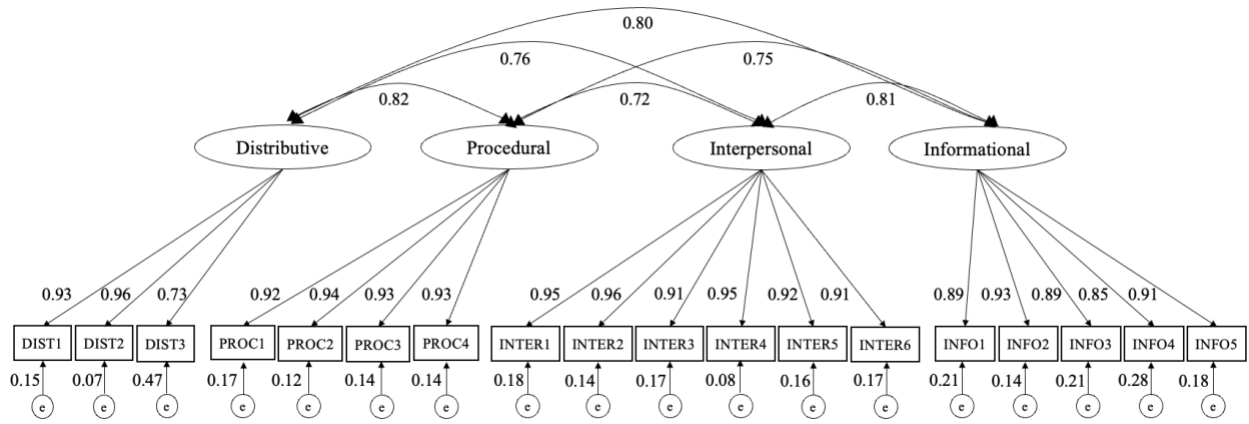 0.80
0.76 0.75
0.82 0.72 0.81
Distributive Procedural Interpersonal Informational
0.93 0.96 0.73 0.92 0.94 0.93 0.93 0.95 0.96 0.91 0.95 0.92 0.91 0.89 0.93 0.89 0.85 0.91
DIST1 DIST2 DIST3 PROC1 PROC2 PROC3 PROC4 INTER1 INTER2 INTER3 INTER4 INTER5 INTER6 INFO1 INFO2 INFO3 INFO4 INFO5
0.15 0.07 0.47 0.17 0.12 0.14 0.14 0.18 0.14 0.17 0.08 0.16 0.17 0.21 0.14 0.21 0.28 0.18
e e e e e e e e e e e e e e e e e e